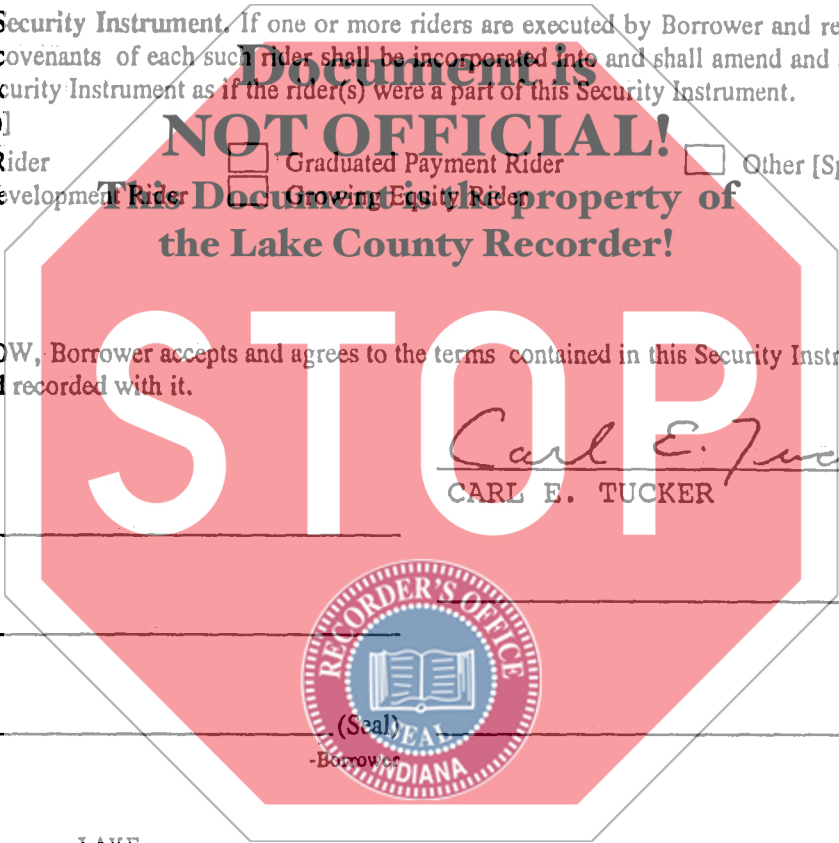 Security Instrument. If one or more riders are executed by Borrower and re
covenants of each such rider shall be incorporated into and shall amend and
curity Instrument as if the rider(s) were a part of this Security Instrument.
]
Document is
NOT OFFICIAL!
This Document is the property of
the Lake County Recorder!
Rider Graduated Payment Rider Other [Sp
evelopment Rider Growing Equity Rider
OW, Borrower accepts and agrees to the terms contained in this Security Instr
recorded with it.
STOP
Carl E. Tuc
CARL E. TUCKER
RECORDER'S OFFICE
SEAL
INDIANA
(Seal)
-Borrower
LAKE